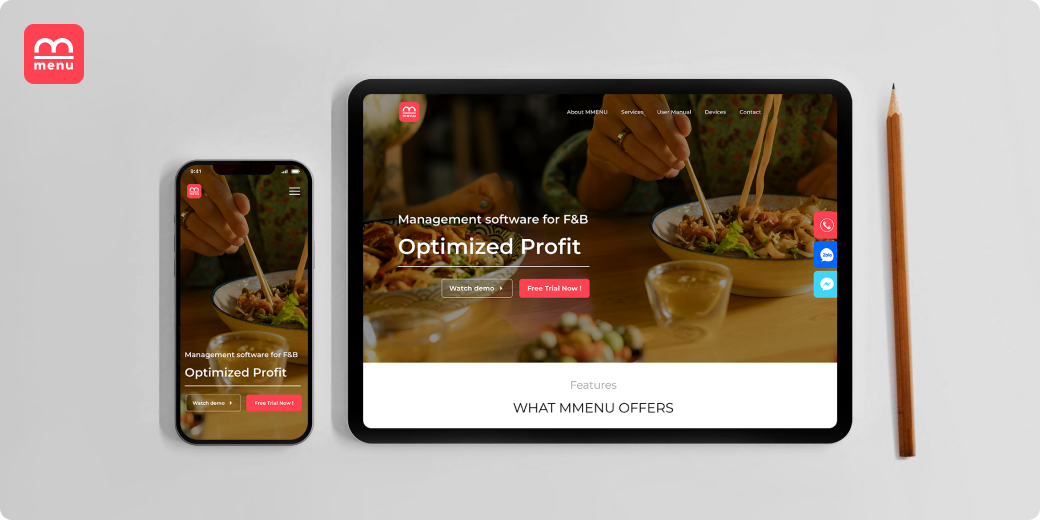 menu
9:41
Management software for F&B
Optimized Profit
Watch demo
Free Trial Now !
About MMENU Services User Manual Devices Contact
Management software for F&B
Optimized Profit
Watch demo
Free Trial Now !
Zalo
Features
WHAT MMENU OFFERS